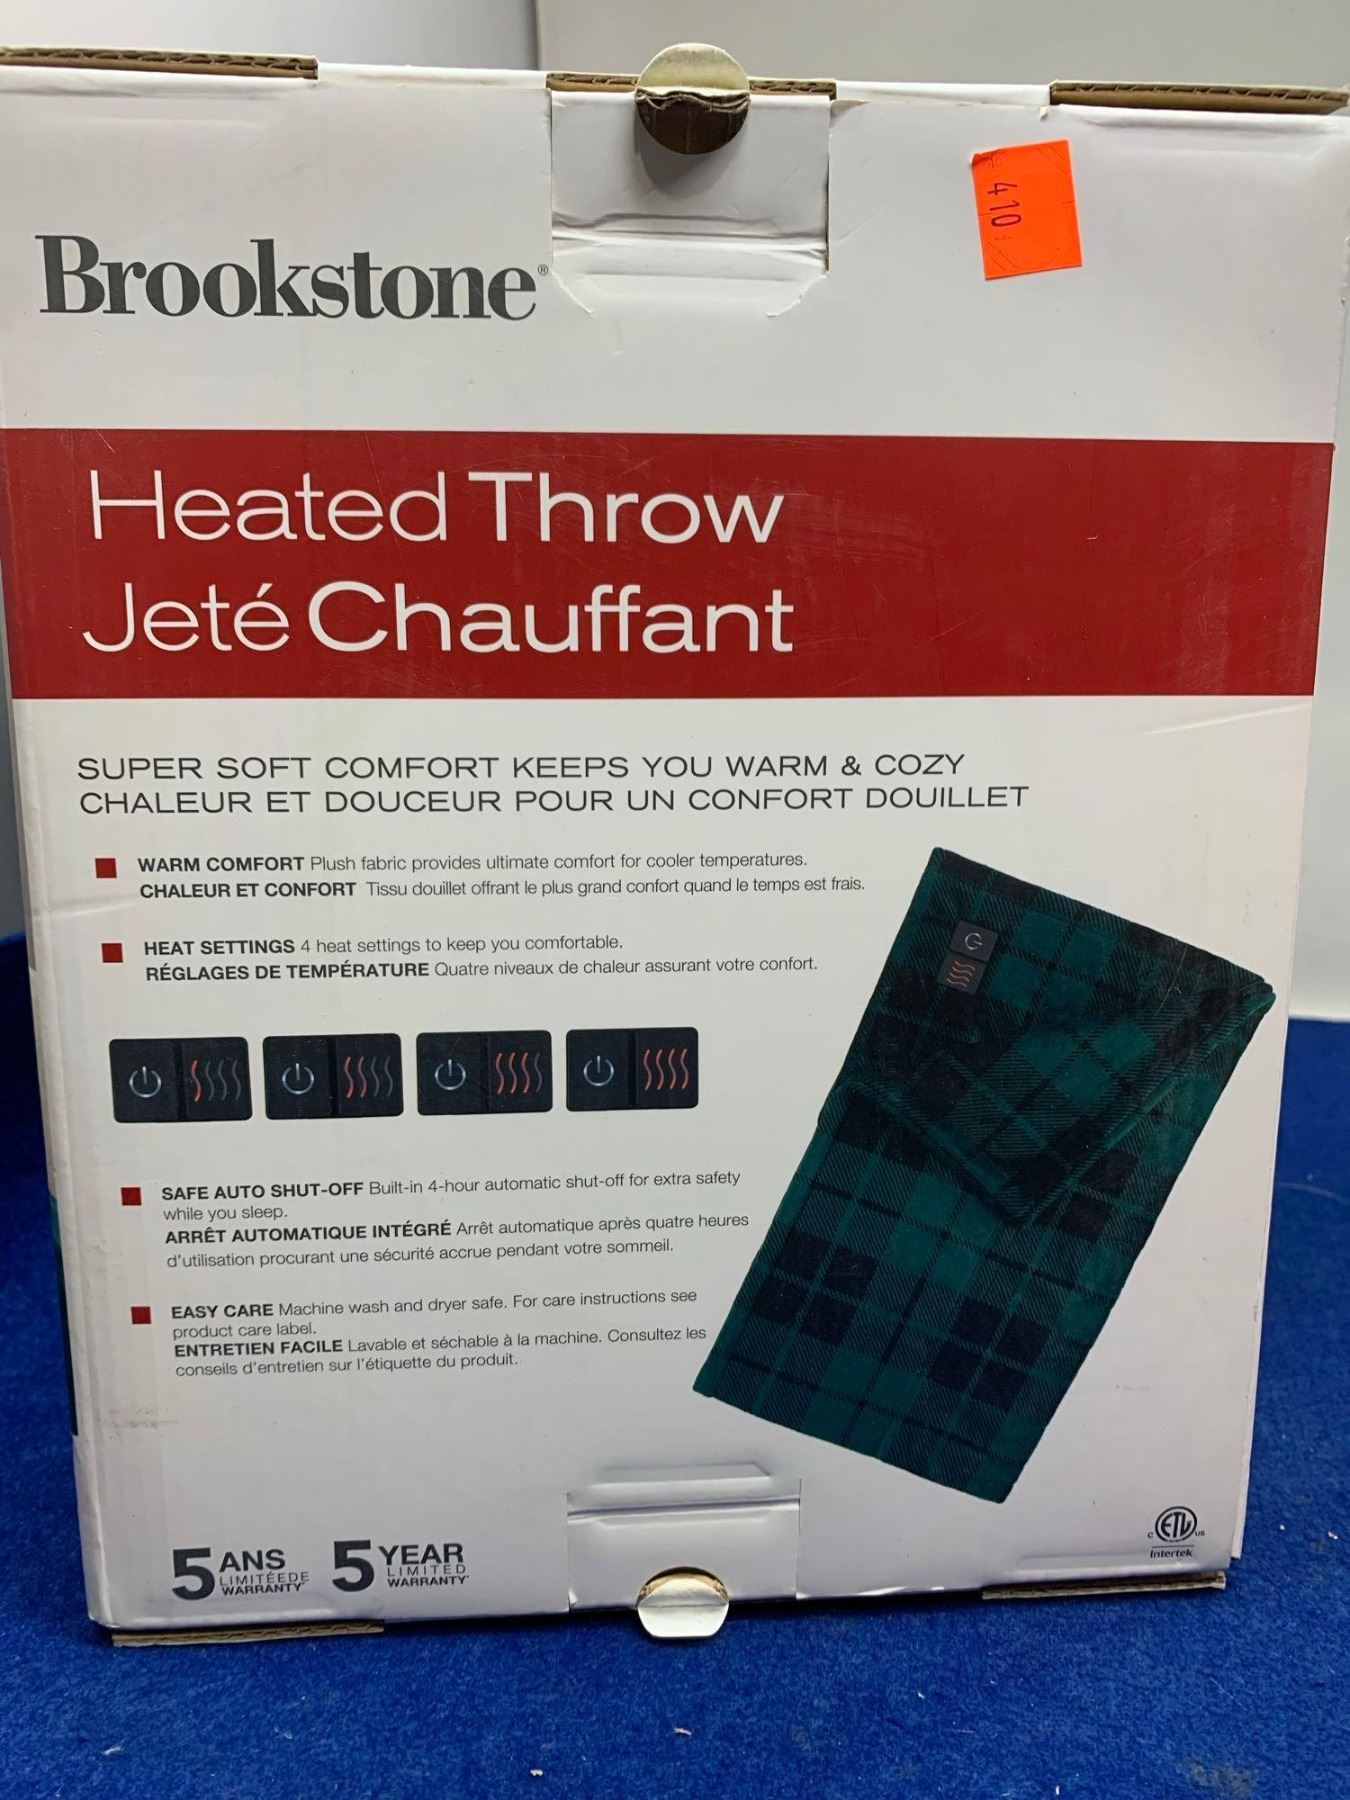 410
Brookstone®
Heated Throw
Jeté Chauffant
SUPER SOFT COMFORT KEEPS YOU WARM & COZY
CHALEUR ET DOUCEUR POUR UN CONFORT DOUILLET
WARM COMFORT Plush fabric provides ultimate comfort for cooler temperatures.
CHALEUR ET CONFORT Tissu douillet offrant le plus grand confort quand le temps est frais.
HEAT SETTINGS 4 heat settings to keep you comfortable.
RÉGLAGES DE TEMPÉRATURE Quatre niveaux de chaleur assurant votre confort.
SAFE AUTO SHUT-OFF Built-in 4-hour automatic shut-off for extra safety
while you sleep.
ARRÊT AUTOMATIQUE INTÉGRÉ Arrêt automatique après quatre heures
d'utilisation procurant une sécurité accrue pendant votre sommeil.
EASY CARE Machine wash and dryer safe. For care instructions see
product care label.
ENTRETIEN FACILE Lavable et séchable à la machine. Consultez les
conseils d'entretien sur l'étiquette du produit.
5 ANS
LIMITÉEDE
WARRANTY
5 YEAR
LIMITED
WARRANTY
C ETL US
Intertek